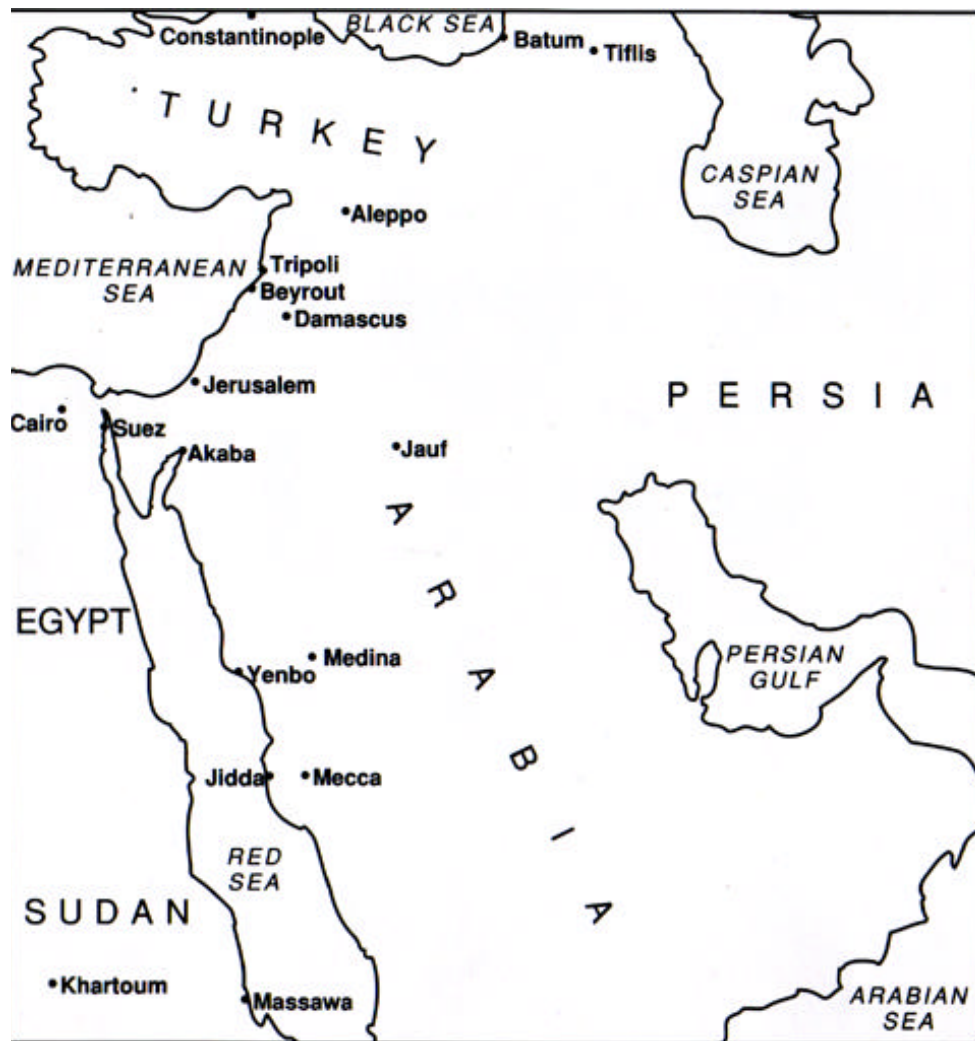 BLACK SEA
Constantinople
Batum
Tiflis
TURKEY
CASPIAN
SEA
Aleppo
MEDITERRANEAN
SEA
Tripoli
Beyrout
Damascus
Jerusalem
PERSIA
Cairo
Suez
Akaba
Jauf
ARABIA
EGYPT
Medina
Yenbo
PERSIAN
GULF
Jidda
Mecca
RED
SEA
SUDAN
Khartoum
Massawa
ARABIAN
SEA